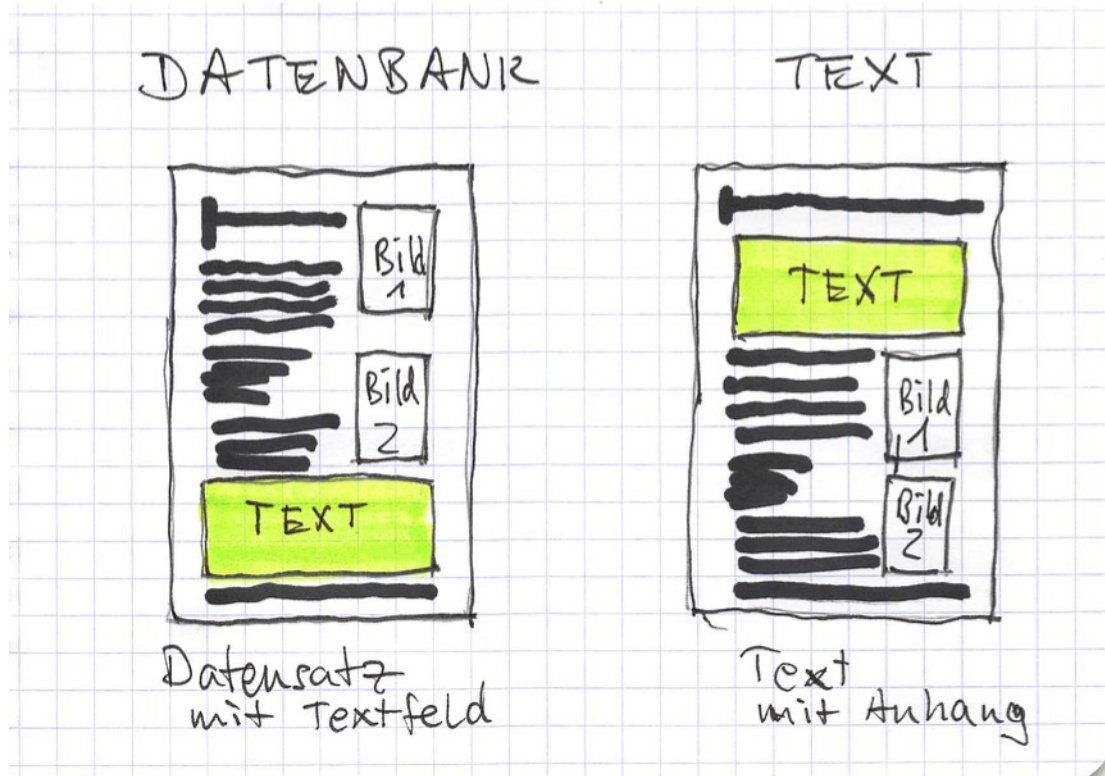 DATENBANK
Bild
1
Bild
2
TEXT
Datensatz
mit Textfeld
TEXT
TEXT
Bild
1
Bild
2
Text
mit Anhang